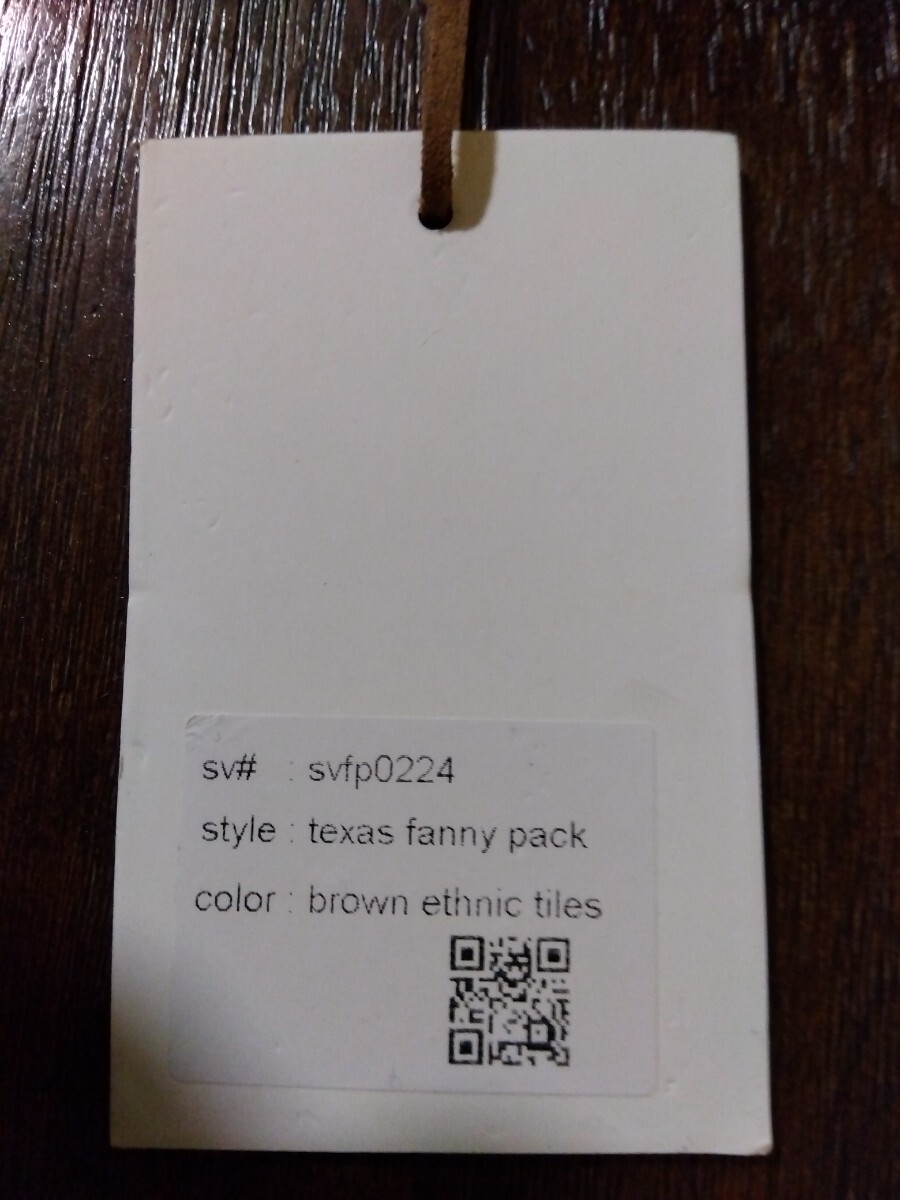 sv# : svfp0224
style : texas fanny pack
color : brown ethnic tiles